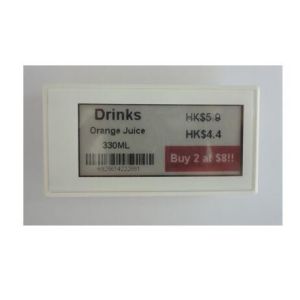 Drinks
HK$5.9
Orange Juice
HK$4.4
330ML
Buy 2 at $8!!